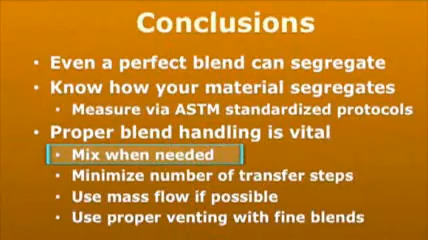 Conclusions
• Even a perfect blend can segregate
• Know how your material segregates
• Measure via ASTM standardized protocols
• Proper blend handling is vital
• Mix when needed
• Minimize number of transfer steps
• Use mass flow if possible
• Use proper venting with fine blends